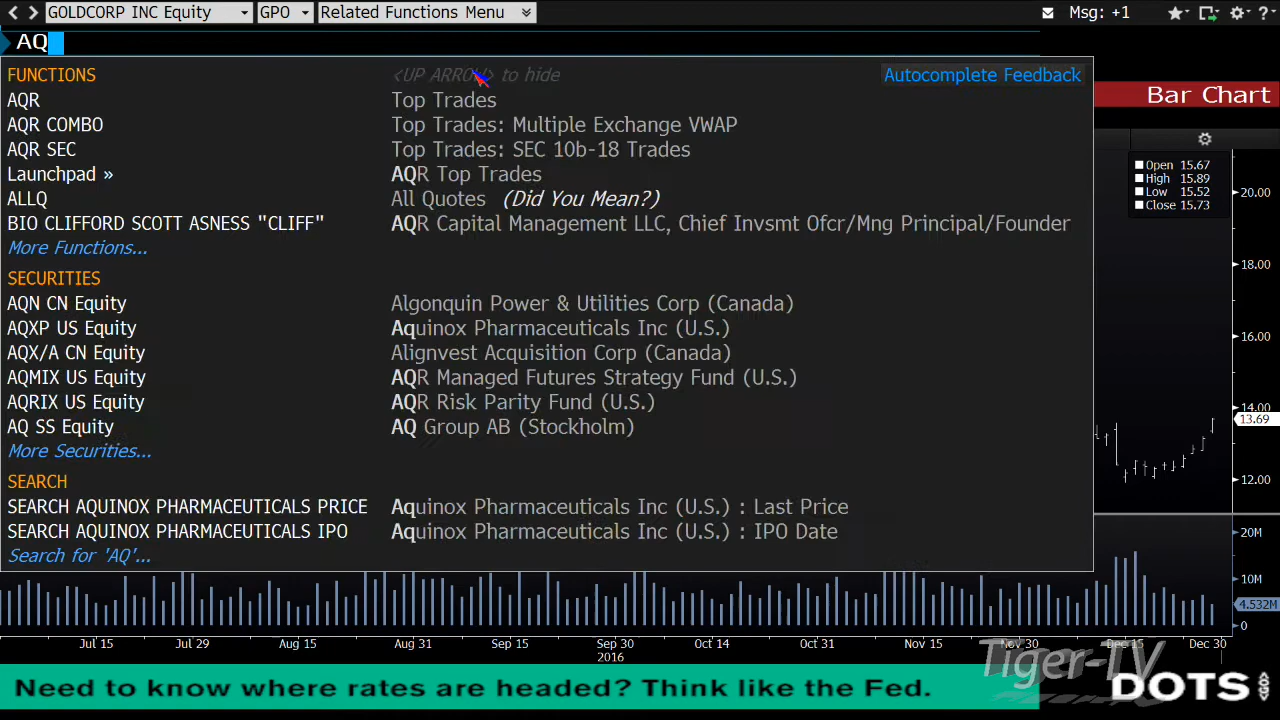 GOLDCORP INC Equity GPO Related Functions Menu Msg: +1
AQ
FUNCTIONS <UP ARROW> to hide Autocomplete Feedback
Bar Chart
AQR Top Trades
AQR COMBO Top Trades: Multiple Exchange VWAP
AQR SEC Top Trades: SEC 10b-18 Trades
Launchpad » AQR Top Trades
ALLQ All Quotes (Did You Mean?)
BIO CLIFFORD SCOTT ASNESS "CLIFF" AQR Capital Management LLC, Chief Invsmt Ofcr/Mng Principal/Founder
More Functions...
Open 15.67
High 15.89
Low 15.52
Close 15.73
SECURITIES
AQN CN Equity Algonquin Power & Utilities Corp (Canada)
AQXP US Equity Aquinox Pharmaceuticals Inc (U.S.)
AQX/A CN Equity Alignvest Acquisition Corp (Canada)
AQMIX US Equity AQR Managed Futures Strategy Fund (U.S.)
AQRIX US Equity AQR Risk Parity Fund (U.S.)
AQ SS Equity AQ Group AB (Stockholm)
More Securities...
SEARCH
SEARCH AQUINOX PHARMACEUTICALS PRICE Aquinox Pharmaceuticals Inc (U.S.) : Last Price
SEARCH AQUINOX PHARMACEUTICALS IPO Aquinox Pharmaceuticals Inc (U.S.) : IPO Date
Search for 'AQ'...
20.00
18.00
16.00
14.00
13.69
12.00
20M
10M
4.532M
0
Jul 15 Jul 29 Aug 15 Aug 31 Sep 15 Sep 30 Oct 14 Oct 31 Nov 15 Nov 30 Dec 15 Dec 30
2016
Tiger-TV
Need to know where rates are headed? Think like the Fed.
DOTS